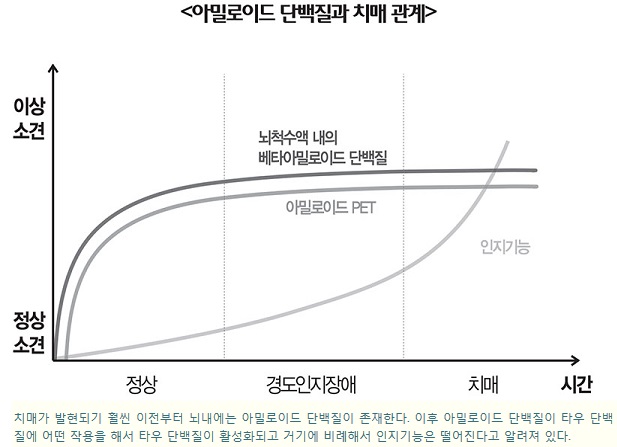 <아밀로이드 단백질과 치매 관계>
이상
소견
뇌척수액 내의
베타아밀로이드 단백질
아밀로이드 PET
인지기능
정상
소견
정상
경도인지장애
치매
시간
치매가 발현되기 훨씬 이전부터 뇌내에는 아밀로이드 단백질이 존재한다. 이후 아밀로이드 단백질이 타우 단백
질에 어떤 작용을 해서 타우 단백질이 활성화되고 거기에 비례해서 인지기능은 떨어진다고 알려져 있다.